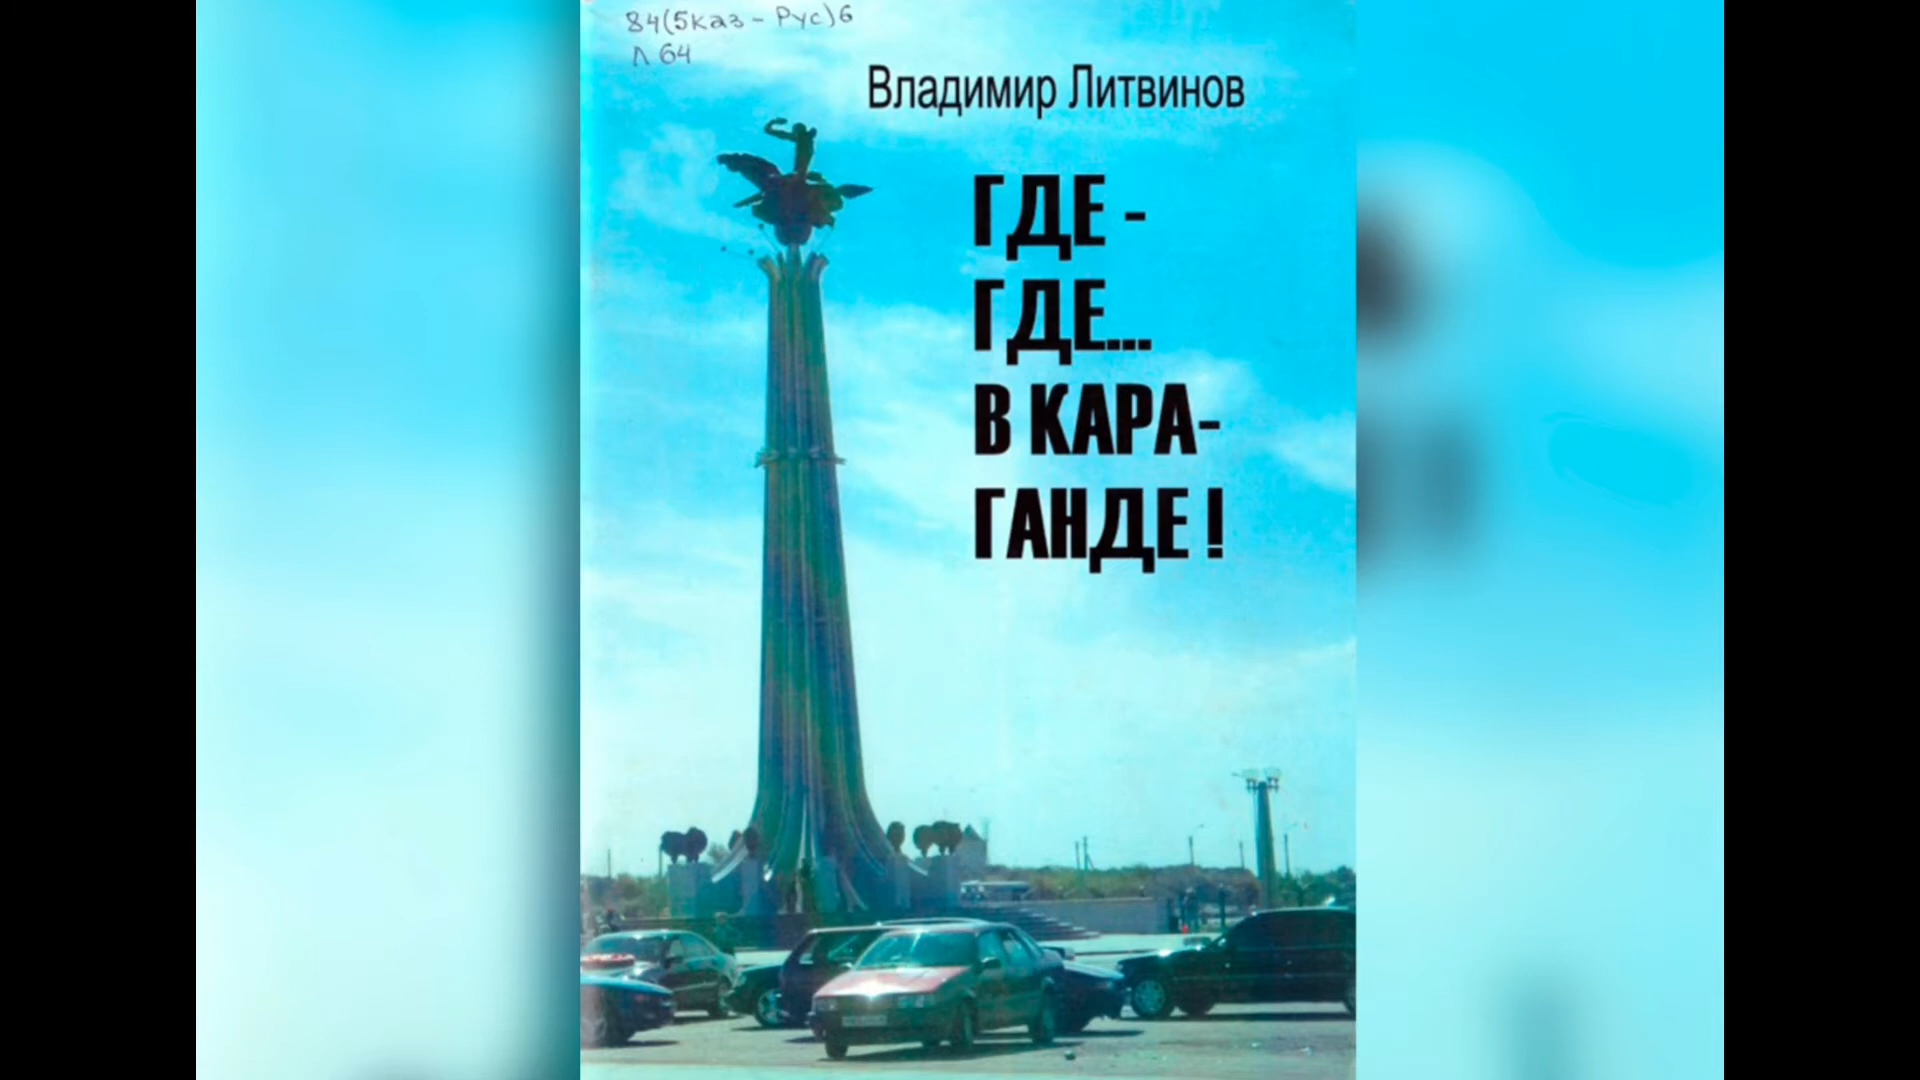 84(5каз-Рус)6
Л 64
Владимир Литвинов
ГДЕ -
ГДЕ...
В КАРА-
ГАНДЕ !